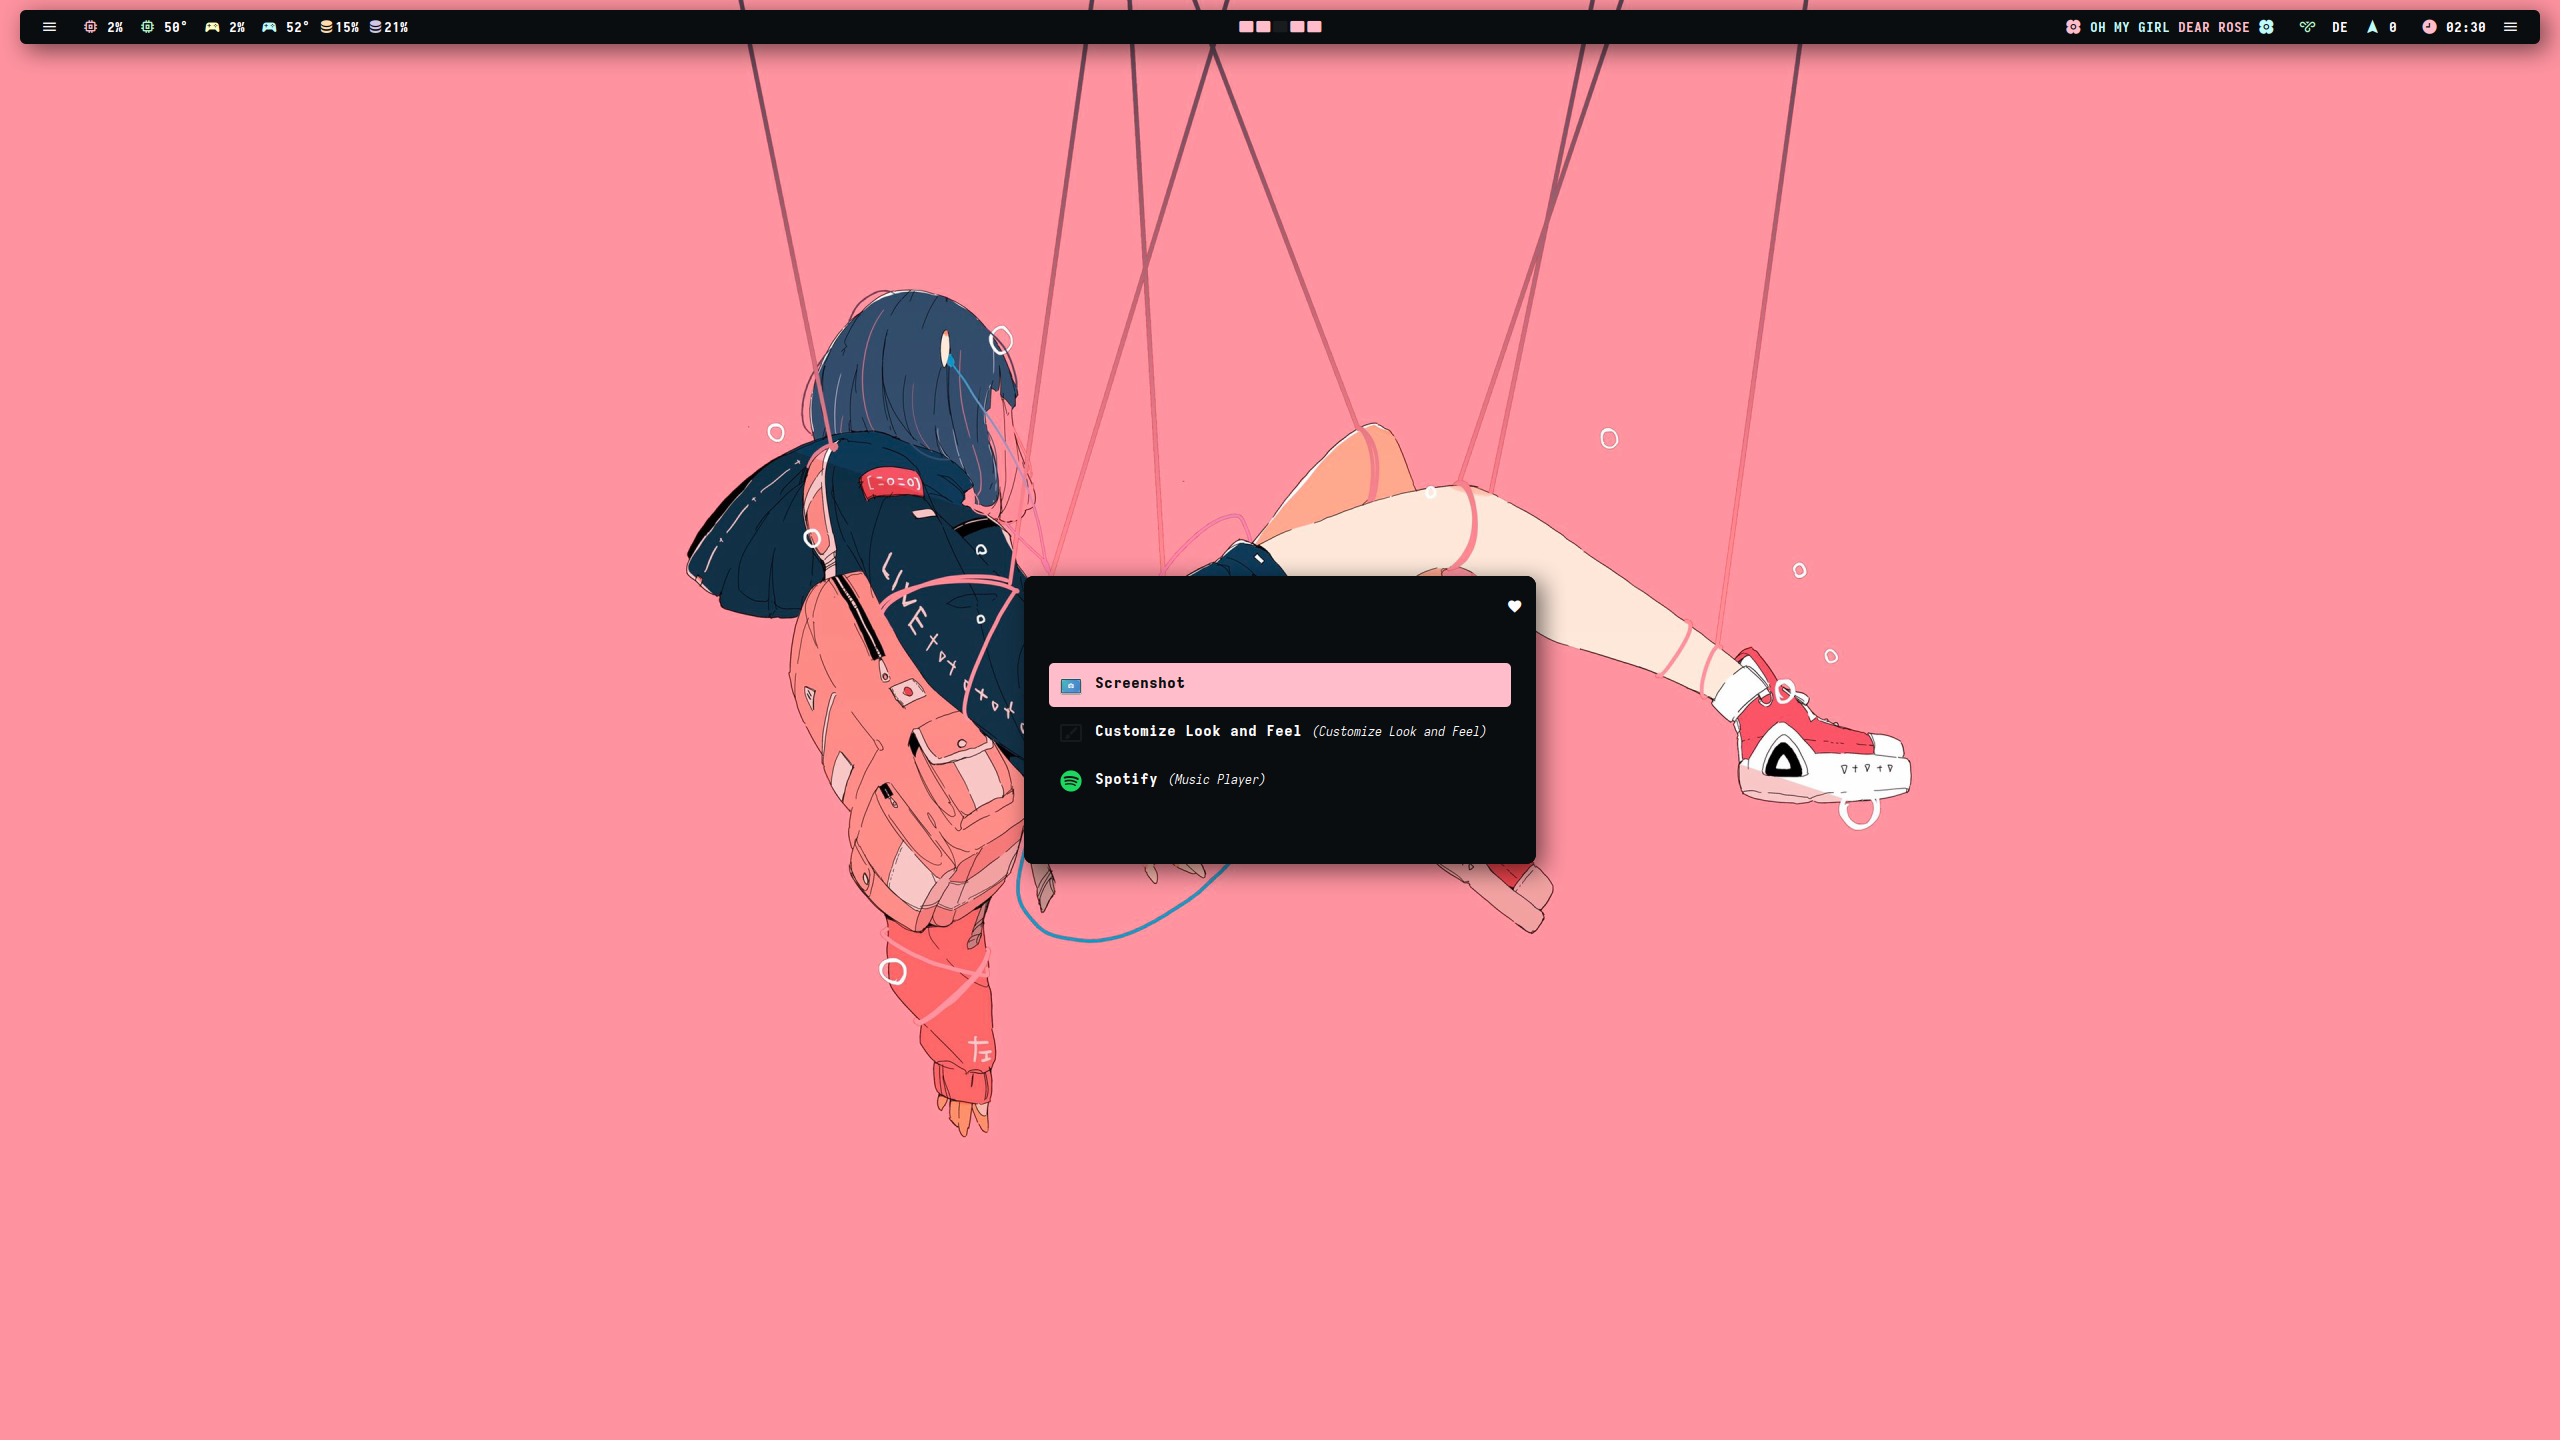 2% 50° 2% 52° 15% 21%
OH MY GIRL DEAR ROSE DE 0 02:30
LIVE
Screenshot
Customize Look and Feel (Customize Look and Feel)
Spotify (Music Player)